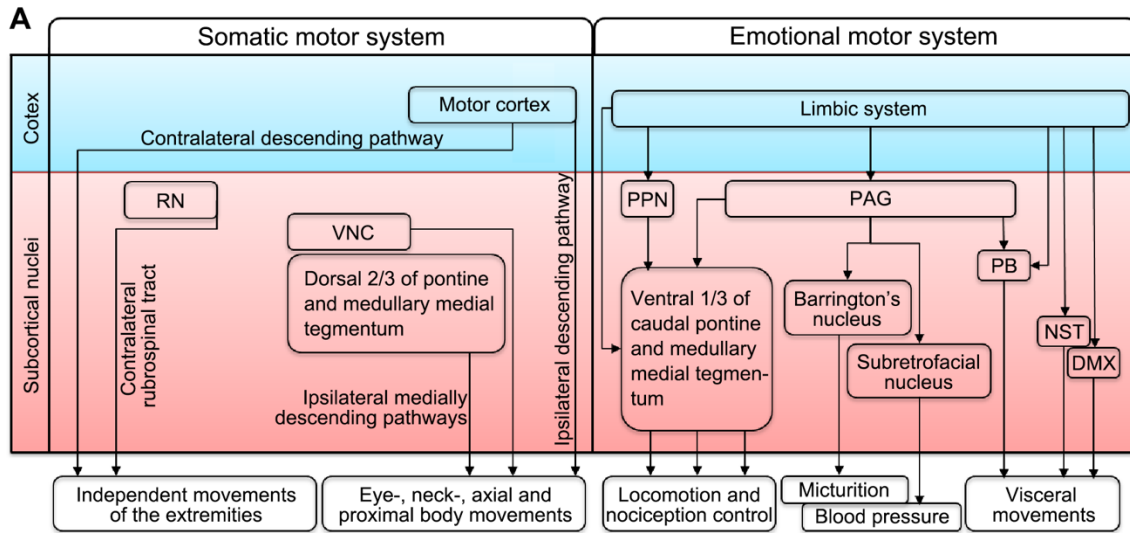 A
Somatic motor system
Emotional motor system
Cotex
Motor cortex
Limbic system
Contralateral descending pathway
Subcortical nuclei
RN
VNC
Dorsal 2/3 of pontine
and medullary medial
tegmentum
Contralateral
rubrospinal tract
Ipsilateral medially
descending pathways
Ipsilateral descending pathway
PPN
PAG
PB
Ventral 1/3 of
caudal pontine
and medullary
medial tegmen-
tum
Barrington's
nucleus
Subretrofacial
nucleus
NST
DMX
Independent movements
of the extremities
Eye-, neck-, axial and
proximal body movements
Locomotion and
nociception control
Micturition
Blood pressure
Visceral
movements